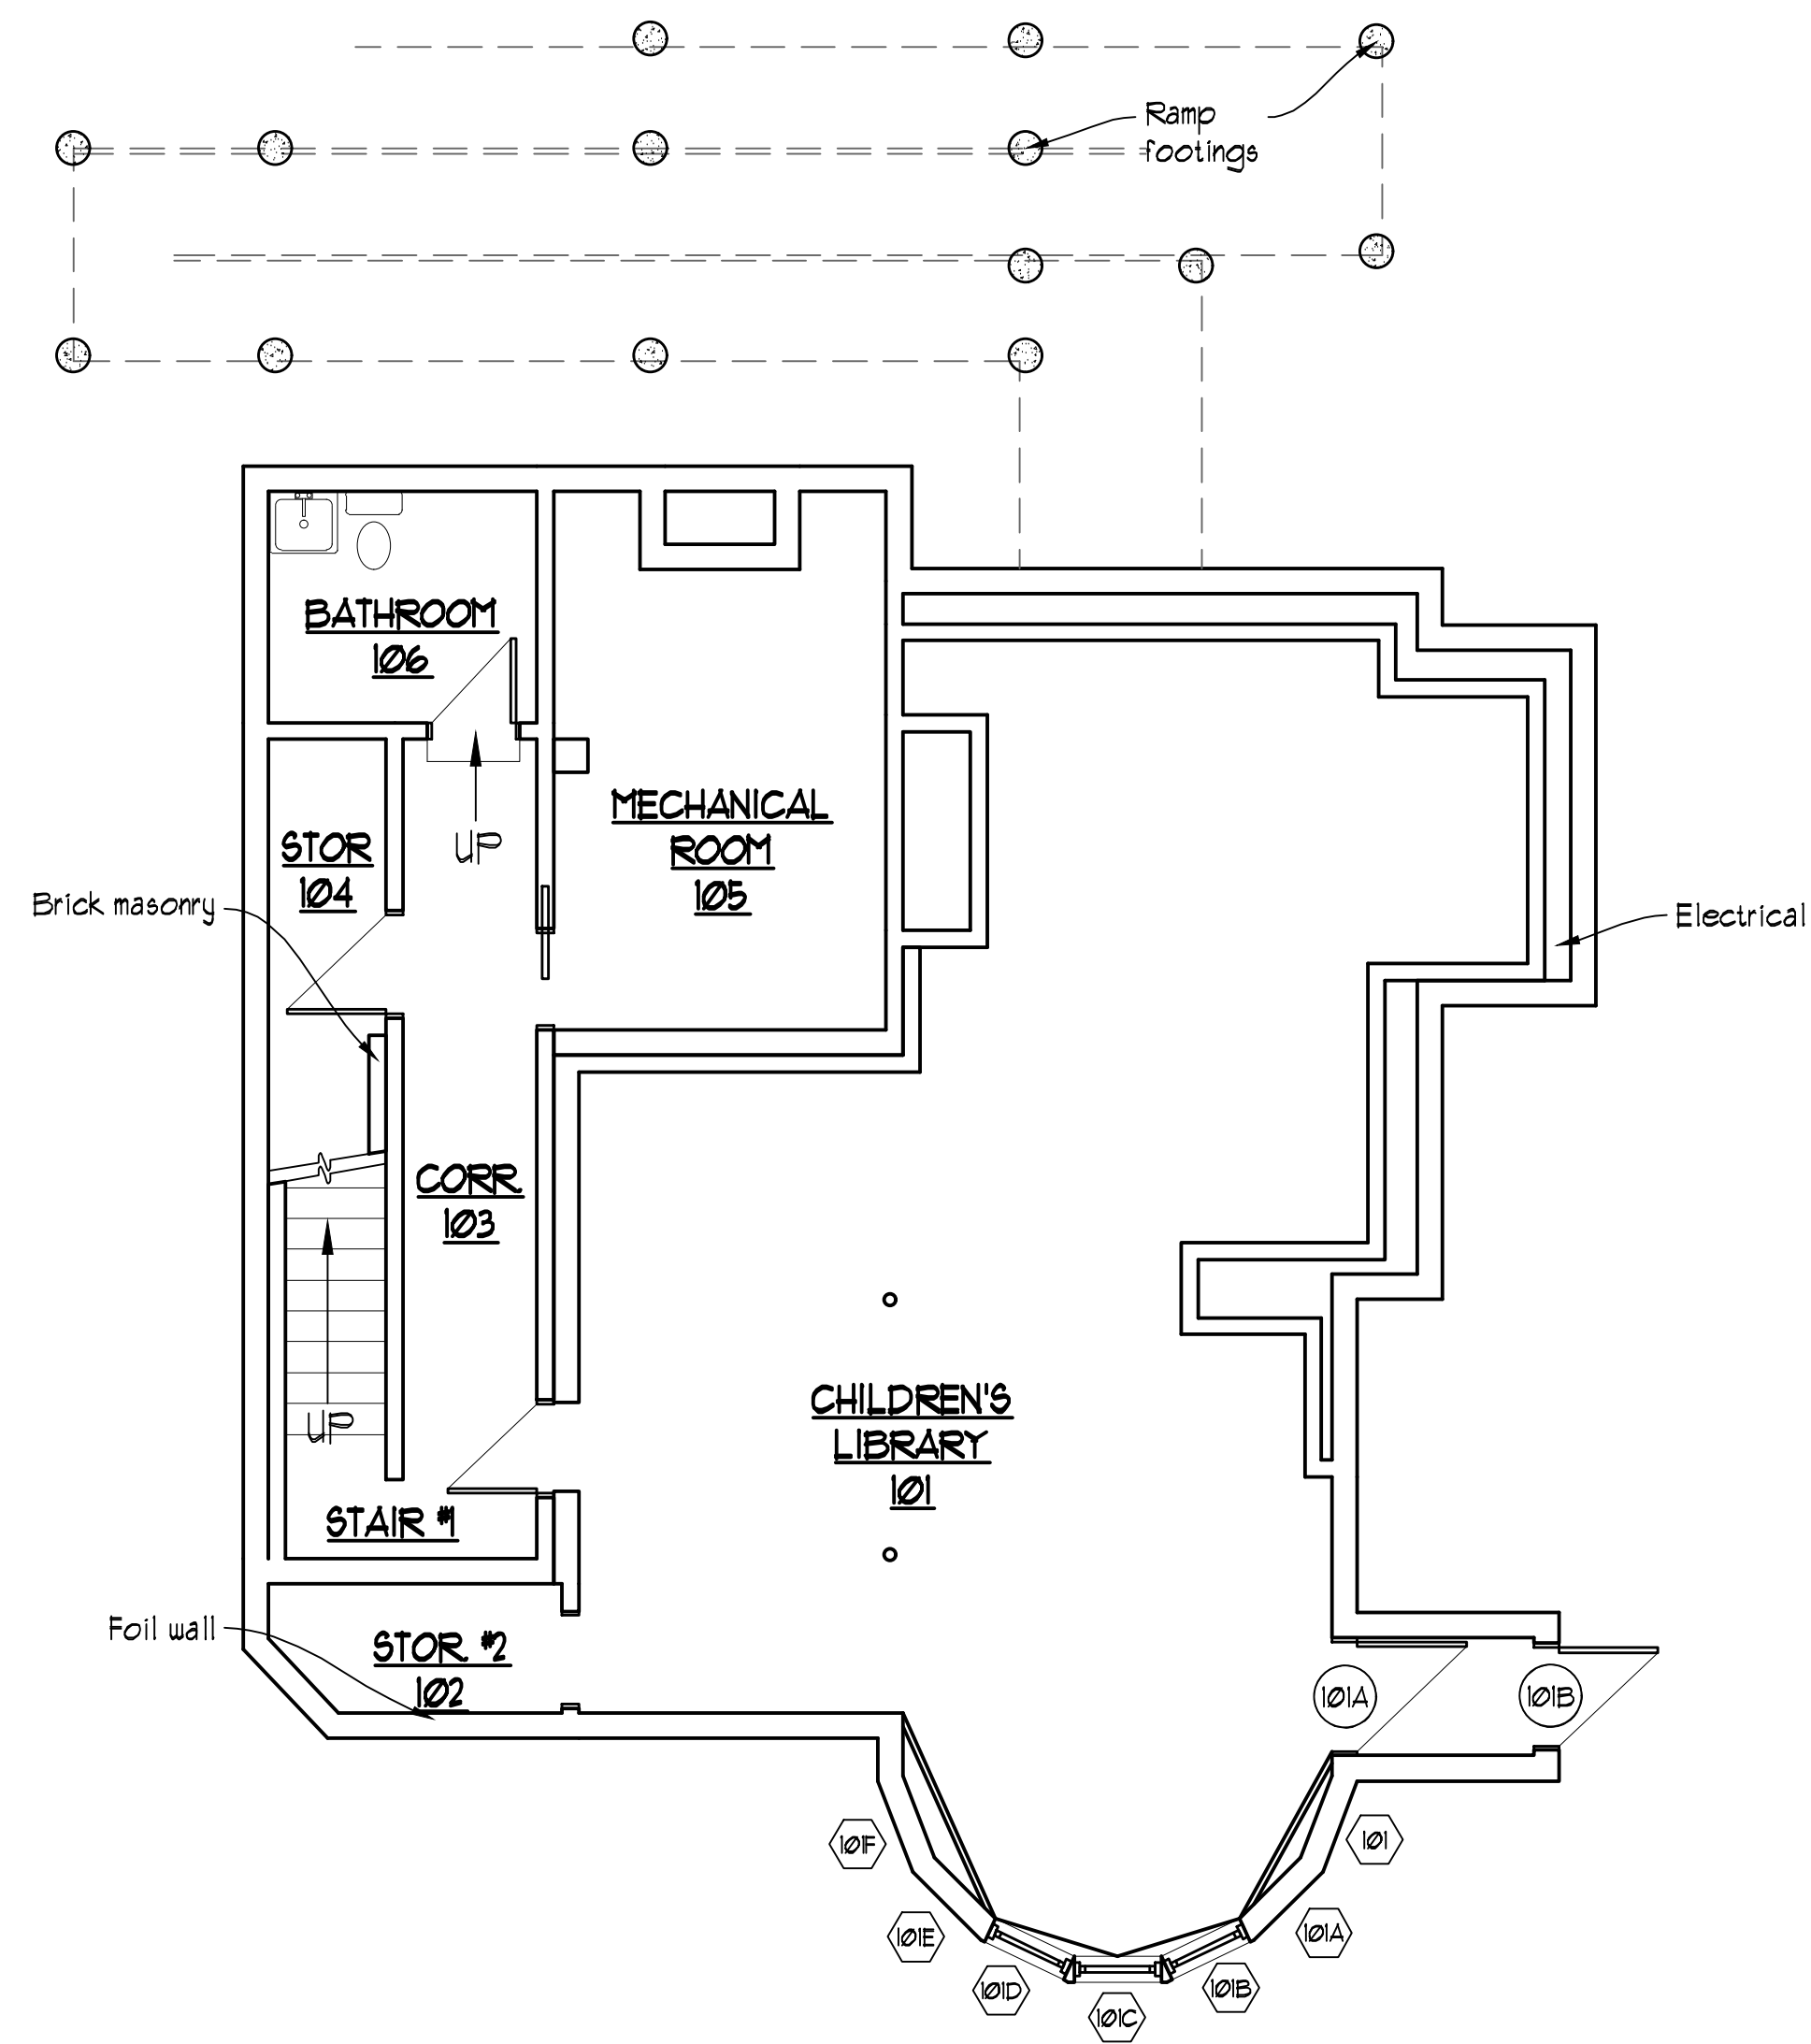 Ramp
footings
BATHROOM
106
UP
MECHANICAL
ROOM
105
STOR
104
Brick masonry
Electrical
CORR.
103
UP
CHILDREN'S
LIBRARY
101
STAIR #1
Foil wall
STOR. #2
102
101A
101B
101F
101
101E
101A
101D
101B
101C